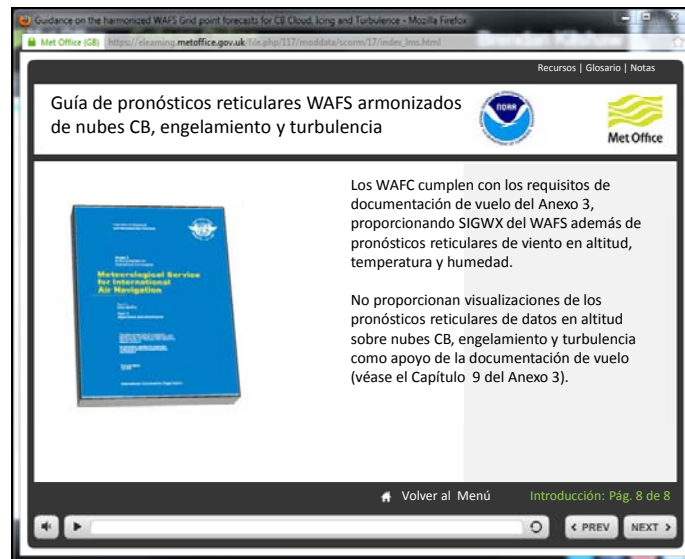 Guidance on the harmonized WAFS Grid point forecasts for CB Cloud, Icing and Turbulence - Mozilla Firefox
Met Office (GB) https://elearning.metoffice.gov.uk/file.php/117/moddata/scorm/17/index_lms.html
Recursos | Glosario | Notas
Guía de pronósticos reticulares WAFS armonizados
de nubes CB, engelamiento y turbulencia
NOAA
Met Office
Los WAFC cumplen con los requisitos de
documentación de vuelo del Anexo 3,
proporcionando SIGWX del WAFS además de
pronósticos reticulares de viento en altitud,
temperatura y humedad.
No proporcionan visualizaciones de los
pronósticos reticulares de datos en altitud
sobre nubes CB, engelamiento y turbulencia
como apoyo de la documentación de vuelo
(véase el Capítulo 9 del Anexo 3).
Meteorological Service
for International
Air Navigation
Volver al Menú
Introducción: Pág. 8 de 8
PREV
NEXT